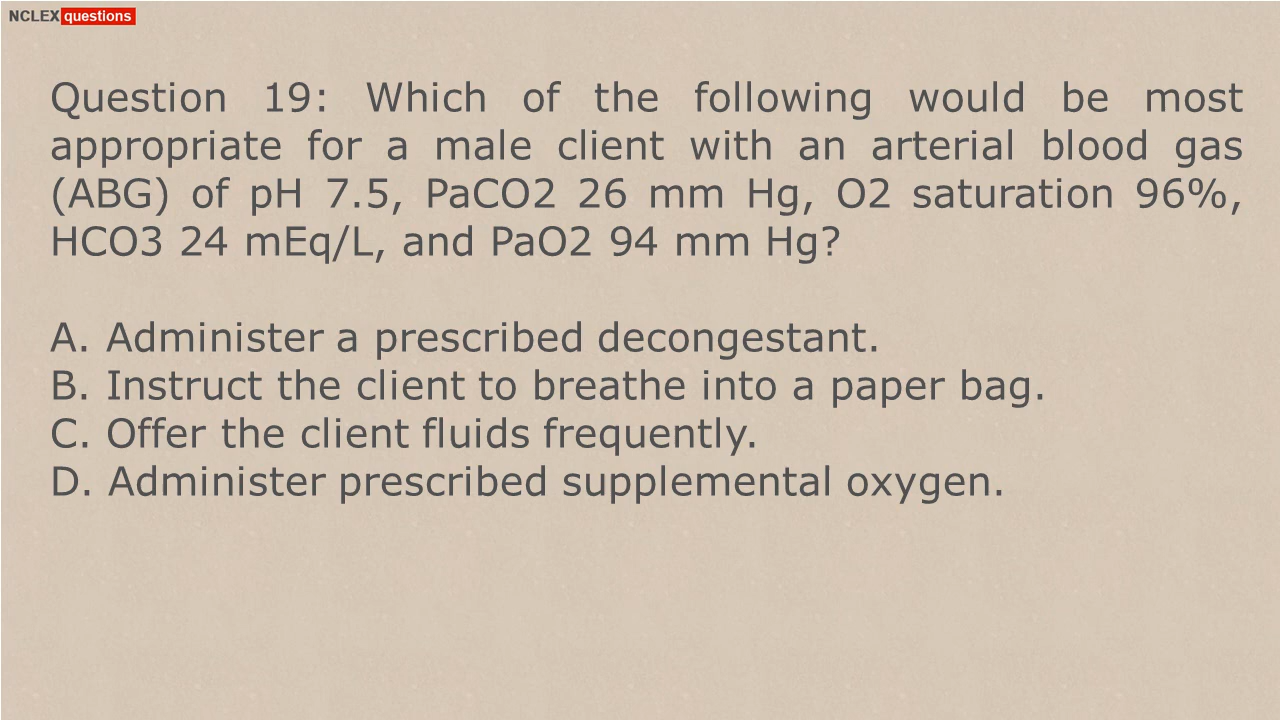 NCLEX questions
Question 19: Which of the following would be most
appropriate for a male client with an arterial blood gas
(ABG) of pH 7.5, PaCO2 26 mm Hg, O2 saturation 96%,
HCO3 24 mEq/L, and PaO2 94 mm Hg?
A. Administer a prescribed decongestant.
B. Instruct the client to breathe into a paper bag.
C. Offer the client fluids frequently.
D. Administer prescribed supplemental oxygen.